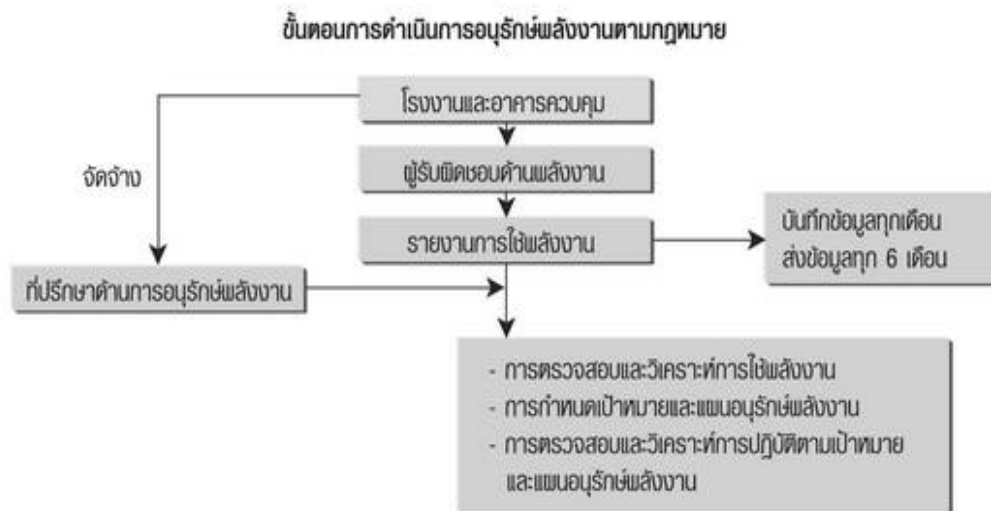 ขั้นตอนการดำเนินการอนุรักษ์พลังงานตามกฎหมาย
โรงงานและอาคารควบคุม
จัดจ้าง
ผู้รับผิดชอบด้านพลังงาน
รายงานการใช้พลังงาน
บันทึกข้อมูลทุกเดือน
ส่งข้อมูลทุก 6 เดือน
ที่ปรึกษาด้านการอนุรักษ์พลังงาน
- การตรวจสอบและวิเคราะห์การใช้พลังงาน
- การกำหนดเป้าหมายและแผนอนุรักษ์พลังงาน
- การตรวจสอบและวิเคราะห์การปฏิบัติตามเป้าหมาย
และแผนอนุรักษ์พลังงาน